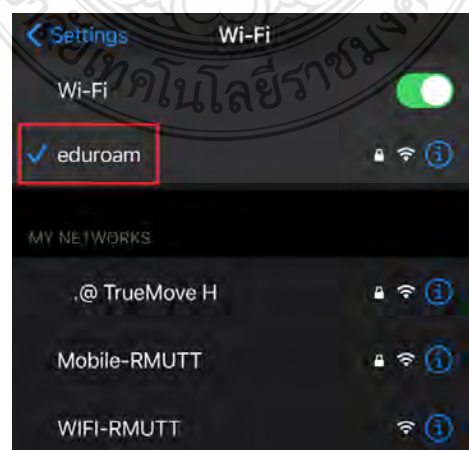 Settings
Wi-Fi
Wi-Fi
eduroam
MY NETWORKS
.@ TrueMove H
Mobile-RMUTT
WIFI-RMUTT